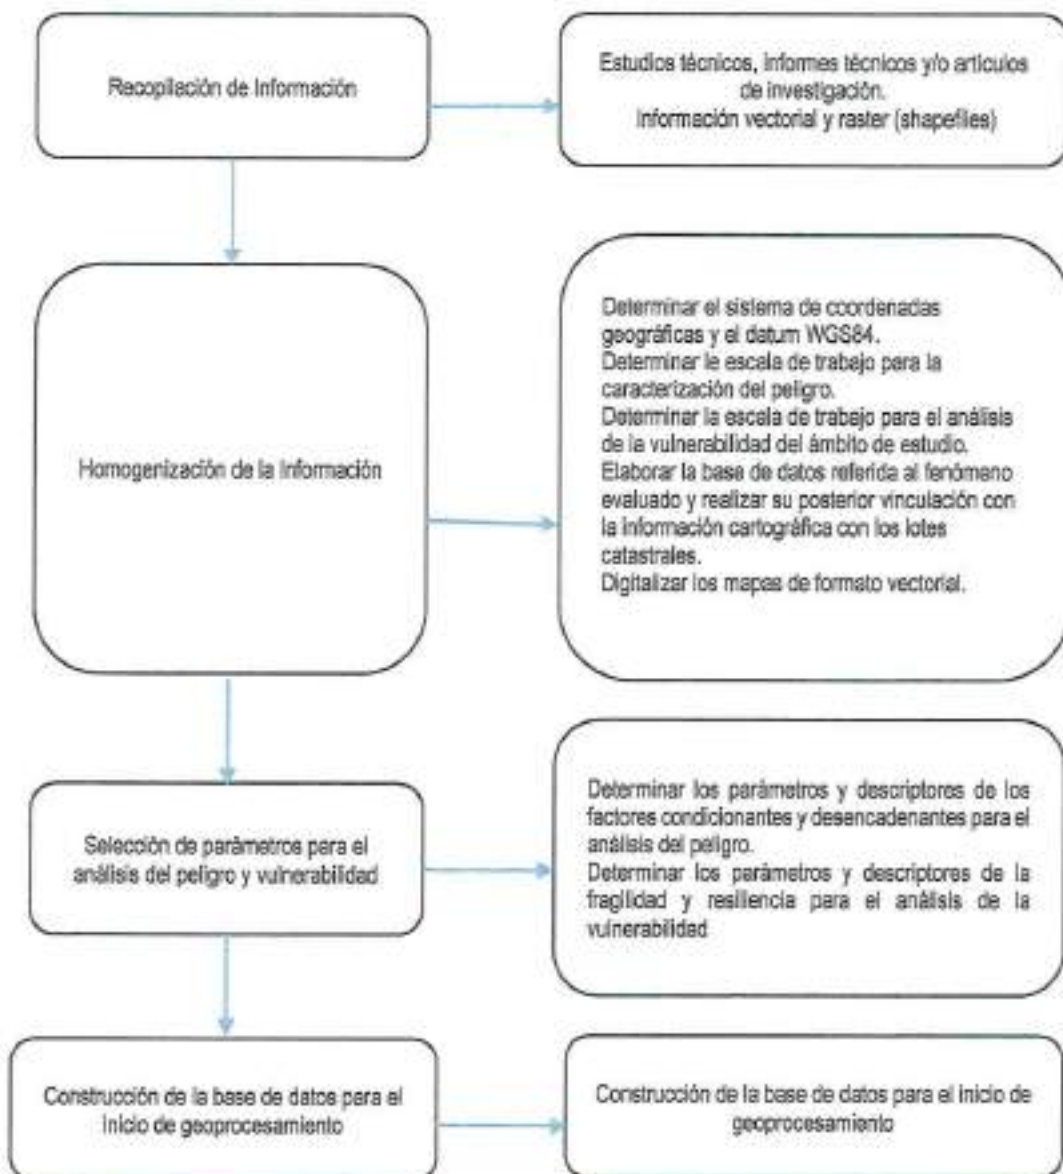 Recopilación de Información
Estudios técnicos, informes técnicos y/o artículos
de investigación.
Información vectorial y raster (shapefiles)
Homogenización de la Información
Determinar el sistema de coordenadas
geográficas y el datum WGS84.
Determinar le escala de trabajo para la
caracterización del peligro.
Determinar la escala de trabajo para el análisis
de la vulnerabilidad del ámbito de estudio.
Elaborar la base de datos referida al fenómeno
evaluado y realizar su posterior vinculación con
la información cartográfica con los lotes
catastrales.
Digitalizar los mapas de formato vectorial.
Selección de parámetros para el
análisis del peligro y vulnerabilidad
Determinar los parámetros y descriptores de los
factores condicionantes y desencadenantes para el
análisis del peligro.
Determinar los parámetros y descriptores de la
fragilidad y resiliencia para el análisis de la
vulnerabilidad
Construcción de la base de datos para el
inicio de geoprocesamiento
Construcción de la base de datos para el inicio de
geoprocesamiento